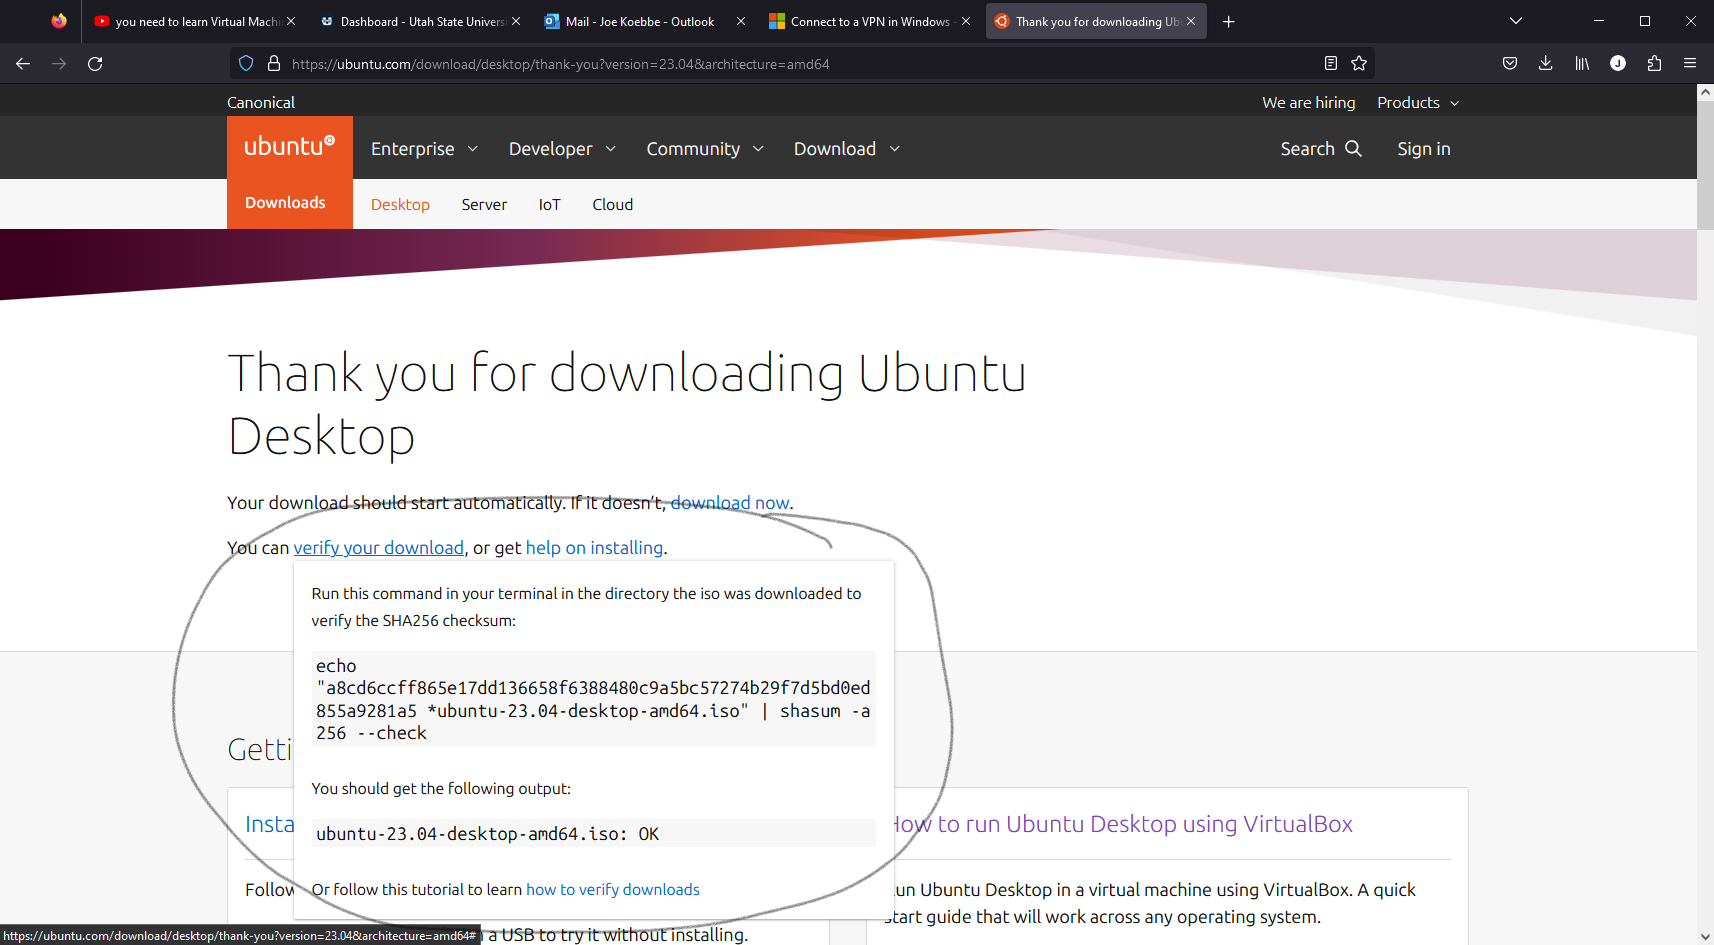 you need to learn Virtual Machi
Dashboard - Utah State Universi
Mail - Joe Koebbe - Outlook
Connect to a VPN in Windows -
Thank you for downloading Ub
https://ubuntu.com/download/desktop/thank-you?version=23.04&architecture=amd64
J
Canonical
We are hiring
Products
ubuntu
Enterprise
Developer
Community
Download
Search
Sign in
Downloads
Desktop
Server
IoT
Cloud
Thank you for downloading Ubuntu
Desktop
Your download should start automatically. If it doesn't, download now.
You can verify your download, or get help on installing.
Run this command in your terminal in the directory the iso was downloaded to
verify the SHA256 checksum:
echo
"a8cd6ccff865e17dd136658f6388480c9a5bc57274b29f7d5bd0ed
855a9281a5 *ubuntu-23.04-desktop-amd64.iso" | shasum -a
256 --check
You should get the following output:
ubuntu-23.04-desktop-amd64.iso: OK
Or follow this tutorial to learn how to verify downloads
Getti
Insta
Follow
a USB to try it without installing.
How to run Ubuntu Desktop using VirtualBox
Run Ubuntu Desktop in a virtual machine using VirtualBox. A quick
start guide that will work across any operating system.
https://ubuntu.com/download/desktop/thank-you?version=23.04&architecture=amd64#